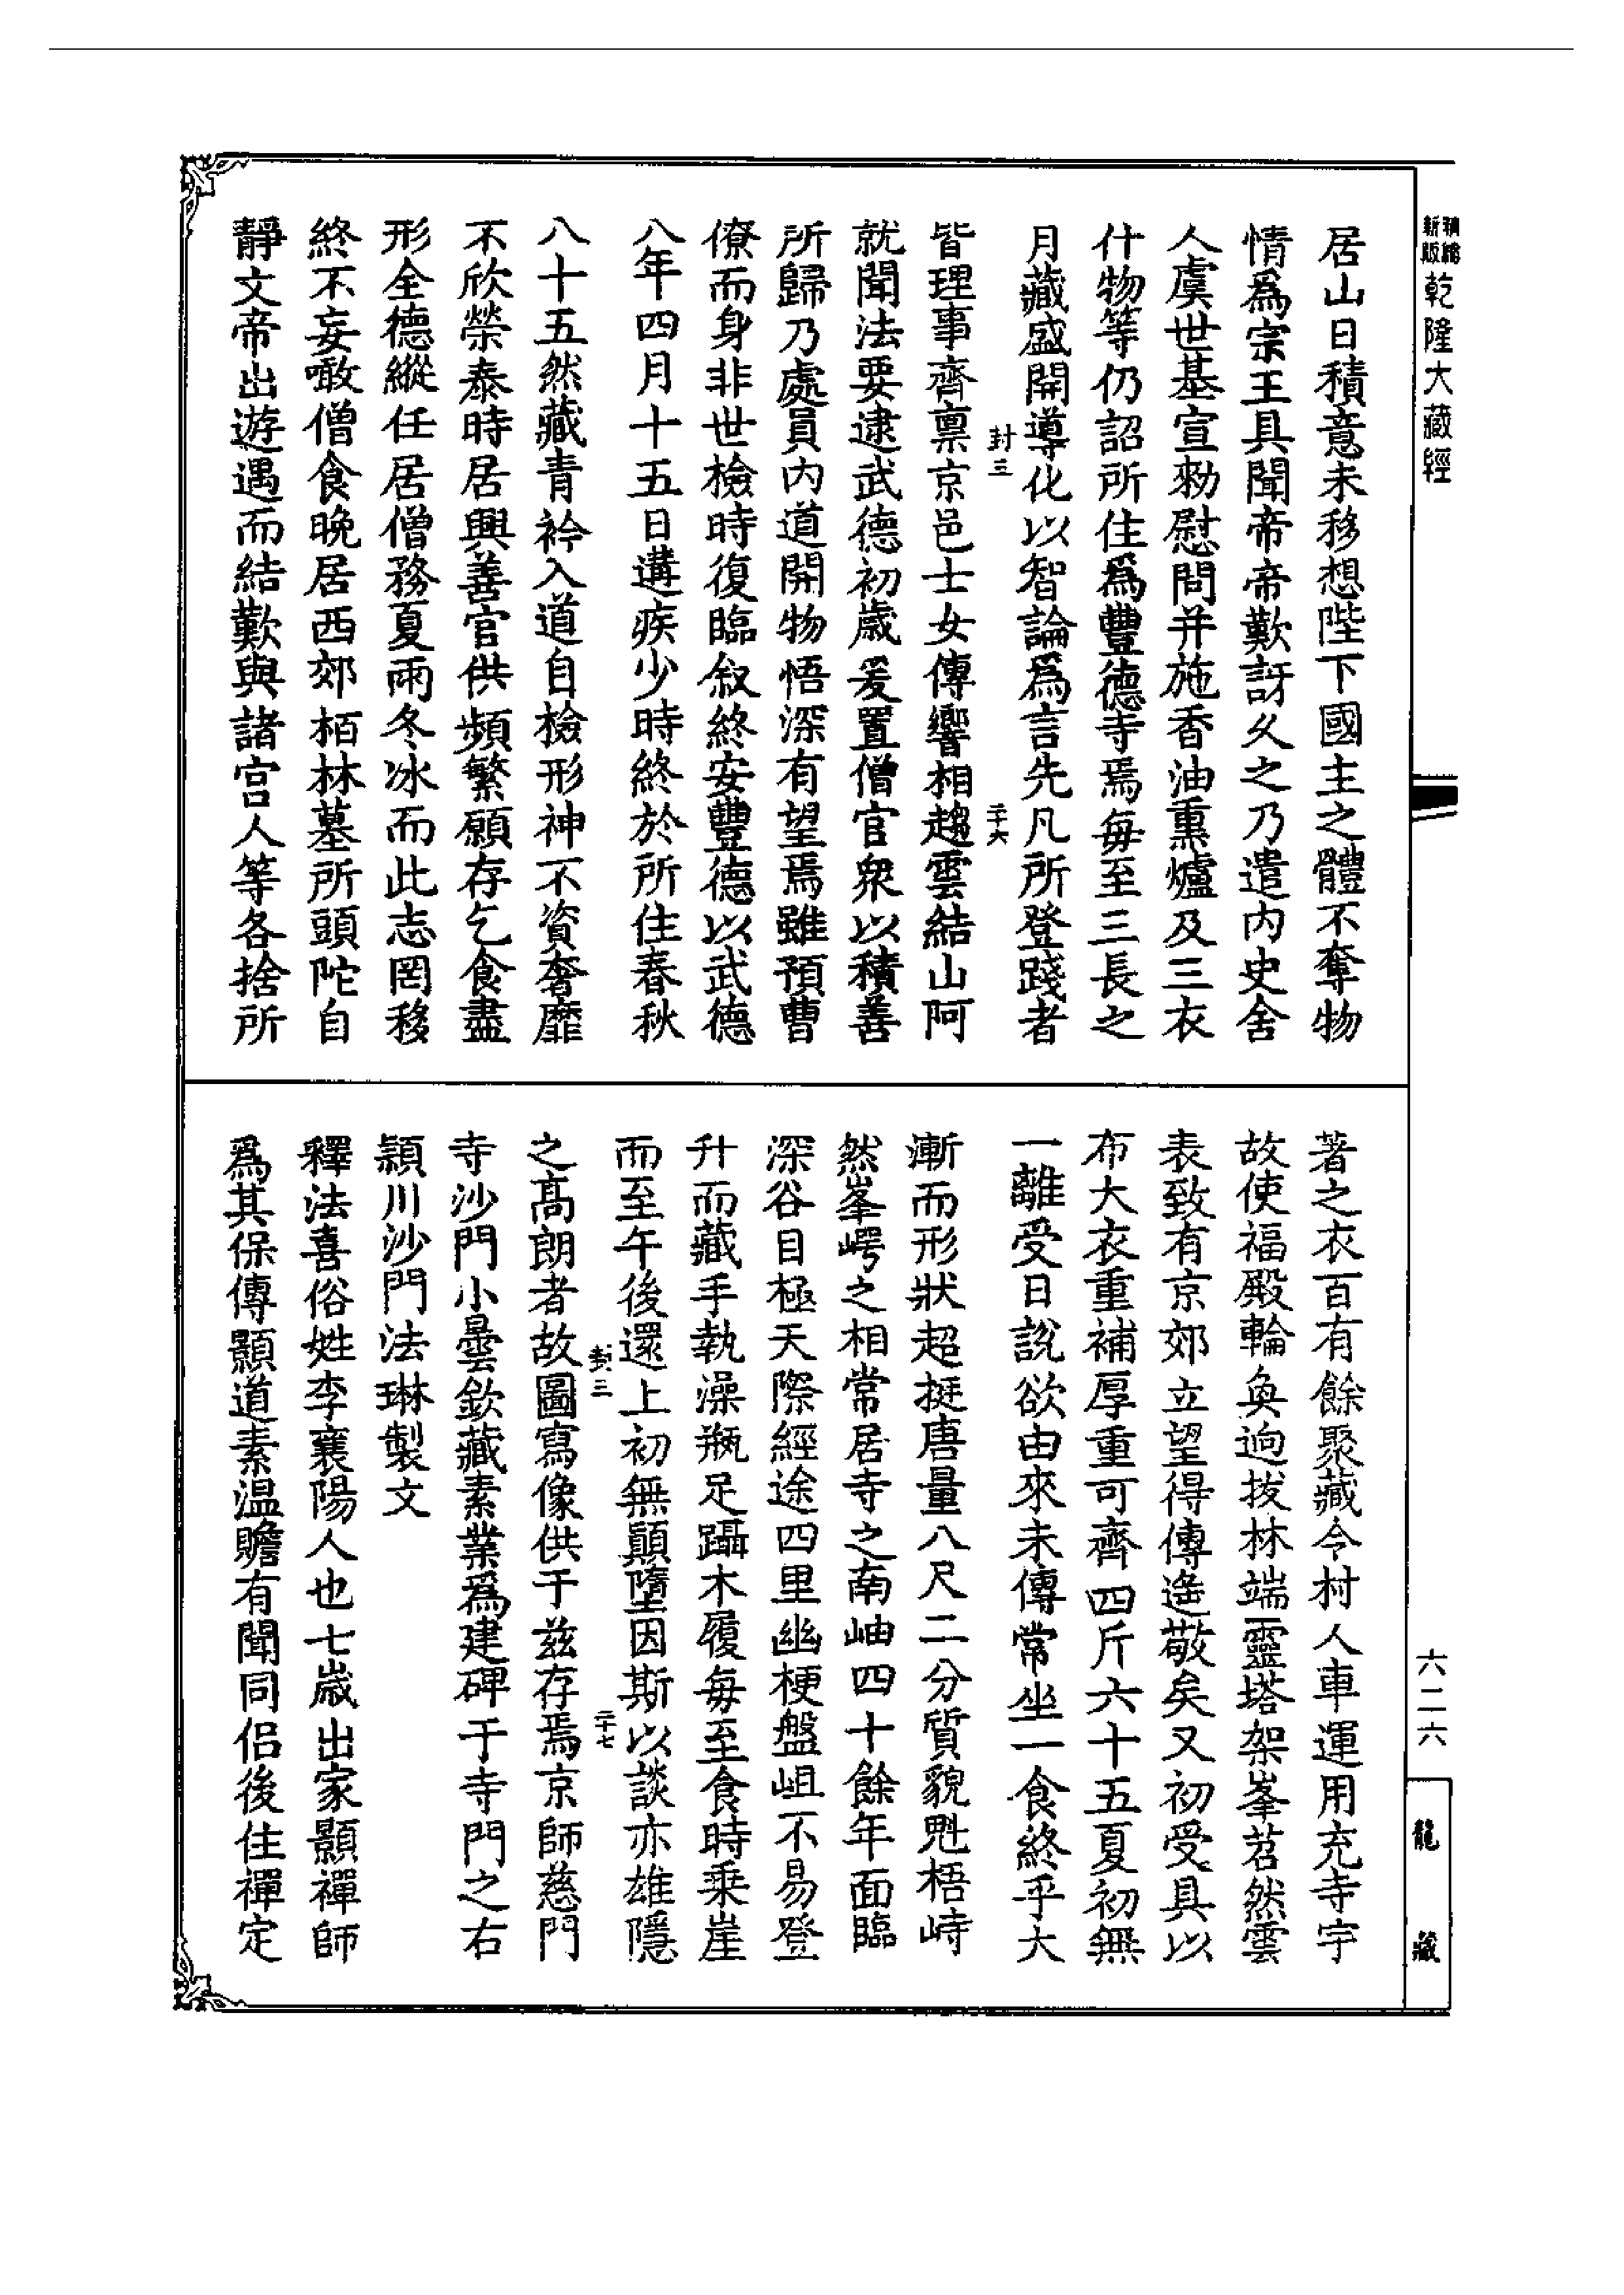 精縮
新版
乾隆大藏經
居山日積意未移想陛下國主之體不奪物
情爲宗王具聞帝帝歎訝久之乃遣内史舍
人虞世基宣勑慰問并施香油熏爐及三衣
什物等仍詔所住爲豐德寺焉每至三長之
月藏盛開導化以智論爲言先凡所登踐者
封三
二十六
皆理事齊禀京邑士女傳響相趨雲結山阿
就聞法要逮武德初歲爰置僧官衆以積善
所歸乃處員内道開物悟深有望焉雖預曹
僚而身非世檢時復臨叙終安豐德以武德
八年四月十五日遘疾少時終於所住春秋
八十五然藏青衿入道自檢形神不資奢靡
不欣榮泰時居興善官供頻繁願存乞食盡
形全德縱任居僧務夏雨冬冰而此志罔移
終不妄噉僧食晚居西郊栢林墓所頭陀自
靜文帝出遊遇而結歎與諸宮人等各捨所
著之衣百有餘聚藏令村人車運用充寺宇
故使福殿輪奐逈拔林端靈塔架峯苕然雲
表致有京郊立望得傳遙敬矣又初受具以
布大衣重補厚重可齊四斤六十五夏初無
一離受日說欲由來未傳常坐一食終乎大
漸而形狀超挺唐量八尺二分質貌魁梧峙
然峯崿之相常居寺之南岫四十餘年面臨
深谷目極天際經途四里幽梗盤岨不易登
升而藏手執澡瓶足躡木履每至食時乗崖
而至午後還上初無顛墮因斯以談亦雄隱
封三
二十七
之高朗者故圖寫像供于兹存焉京師慈門
寺沙門小曇欽藏素業爲建碑于寺門之右
頴川沙門法琳製文
釋法喜俗姓李襄陽人也七嵗出家顯禪師
爲其保傳顯道素温贍有聞同侶後住禪定
六二六
龍藏